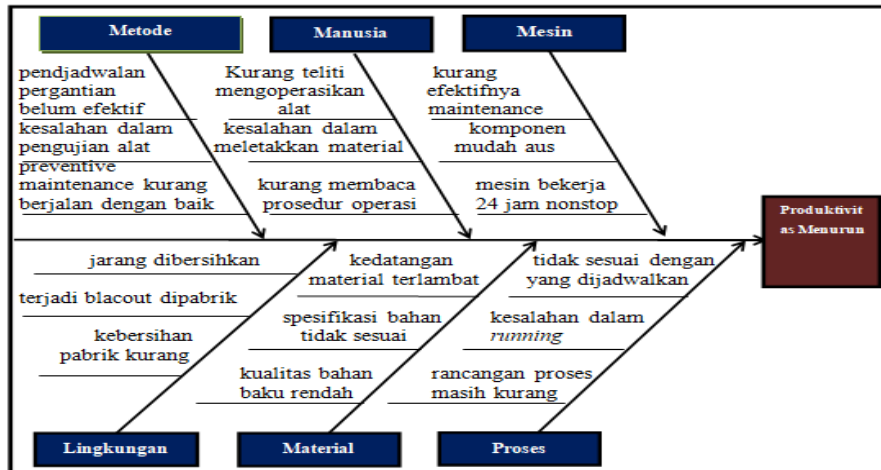 Metode
Manusia
Mesin
pendjadwalan
pergantian
belum efektif
kesalahan dalam
pengujian alat
preventive
maintenance kurang
berjalan dengan baik
Kurang teliti
mengoperasikan
alat
kesalahan dalam
meletakkan material
kurang membaca
prosedur operasi
kurang
efektifnya
maintenance
komponen
mudah aus
mesin bekerja
24 jam nonstop
Produktivit
as Menurun
jarang dibersihkan
terjadi blacout dipabrik
kebersihan
pabrik kurang
kedatangan
material terlambat
spesifikasi bahan
tidak sesuai
kualitas bahan
baku rendah
tidak sesuai dengan
yang dijadwalkan
kesalahan dalam
running
rancangan proses
masih kurang
Lingkungan
Material
Proses